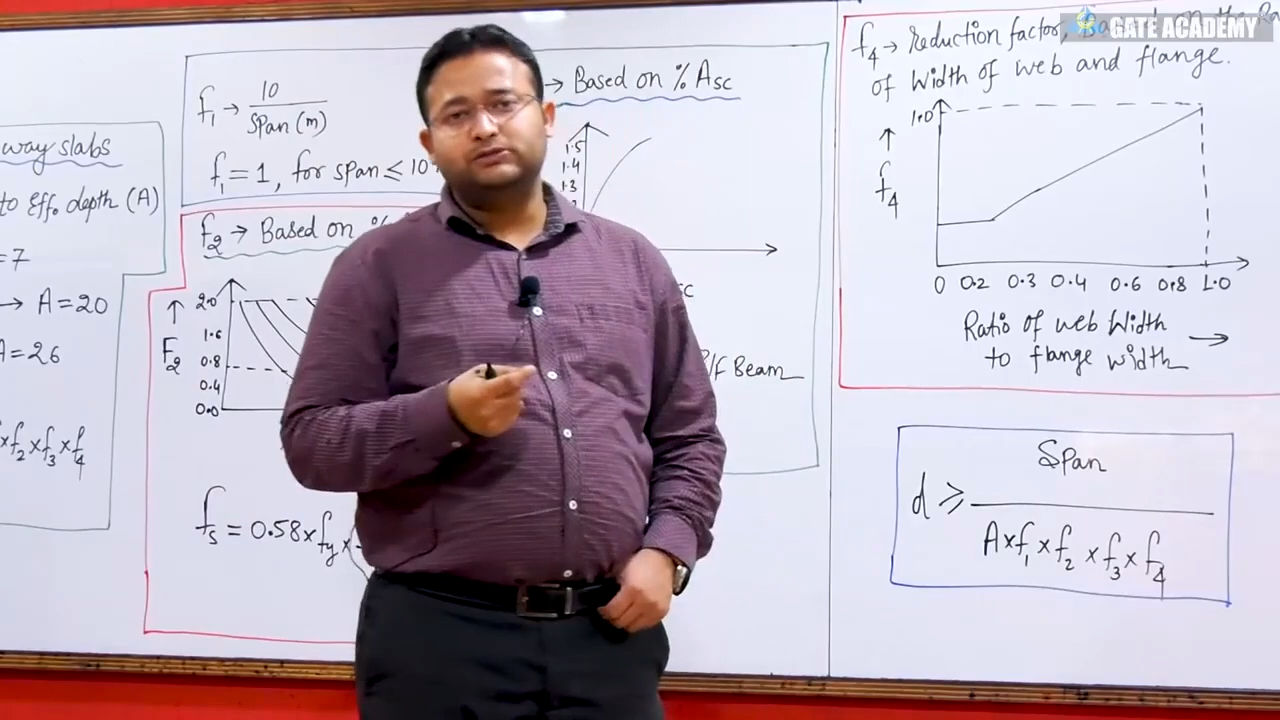 way slabs
to Effe depth (A)
= 7
→ A = 20
A = 26
×f₂×f₃×f₄
f₁ → 10
Span (m)
f₁ = 1, for span ≤ 10
→ Based on % Asc
1.5
1.4
1.3
f₂ → Based on %
↑
F₂
2.0
1.6
0.8
0.4
0.0
fs = 0.58×fy×
Beam
f₄ → reduction factor, Based on the Ra
of Width of web and flange.
1.0
↑
f₄
0 0.2 0.3 0.4 0.6 0.8 1.0
Ratio of web Width
to flange width →
Span
d ≥
A×f₁×f₂×f₃×f₄
GATE ACADEMY